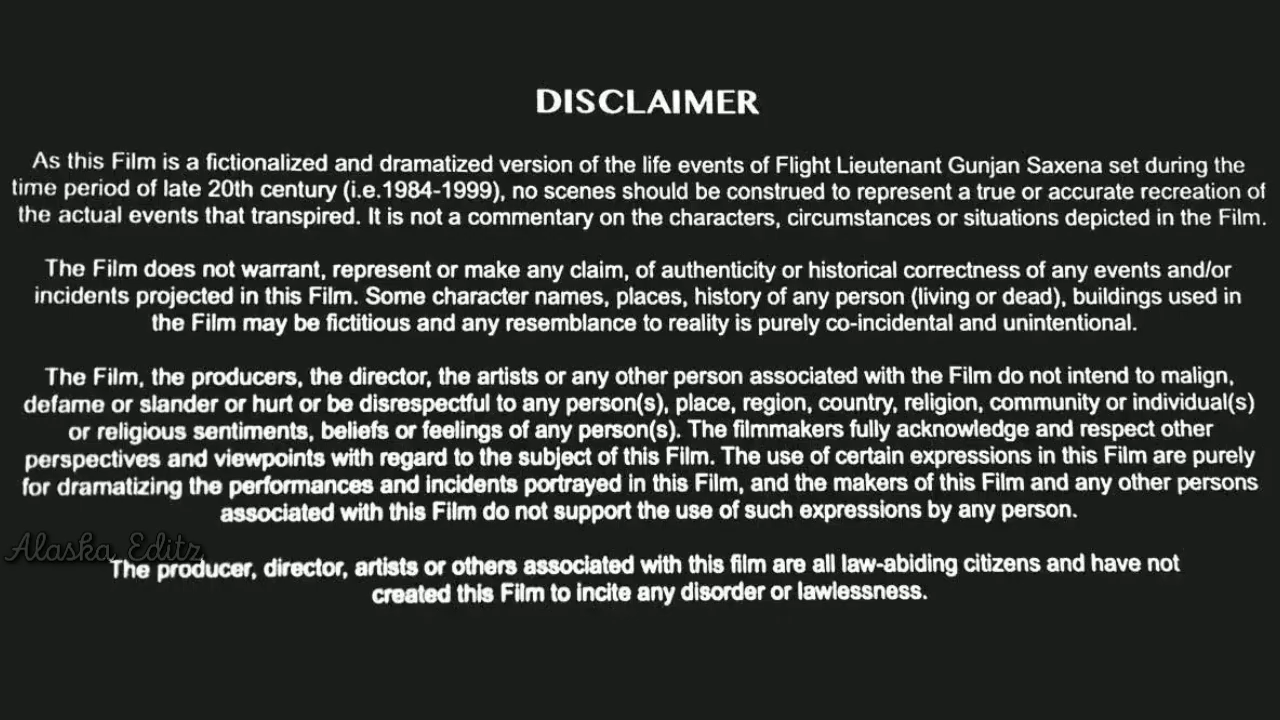 DISCLAIMER
As this Film is a fictionalized and dramatized version of the life events of Flight Lieutenant Gunjan Saxena set during the
time period of late 20th century (i.e.1984-1999), no scenes should be construed to represent a true or accurate recreation of
the actual events that transpired. It is not a commentary on the characters, circumstances or situations depicted in the Film.
The Film does not warrant, represent or make any claim, of authenticity or historical correctness of any events and/or
incidents projected in this Film. Some character names, places, history of any person (living or dead), buildings used in
the Film may be fictitious and any resemblance to reality is purely co-incidental and unintentional.
The Film, the producers, the director, the artists or any other person associated with the Film do not intend to malign,
defame or slander or hurt or be disrespectful to any person(s), place, region, country, religion, community or individual(s)
or religious sentiments, beliefs or feelings of any person(s). The filmmakers fully acknowledge and respect other
perspectives and viewpoints with regard to the subject of this Film. The use of certain expressions in this Film are purely
for dramatizing the performances and incidents portrayed in this Film, and the makers of this Film and any other persons
associated with this Film do not support the use of such expressions by any person.
Alaska Editz
The producer, director, artists or others associated with this film are all law-abiding citizens and have not
created this Film to incite any disorder or lawlessness.